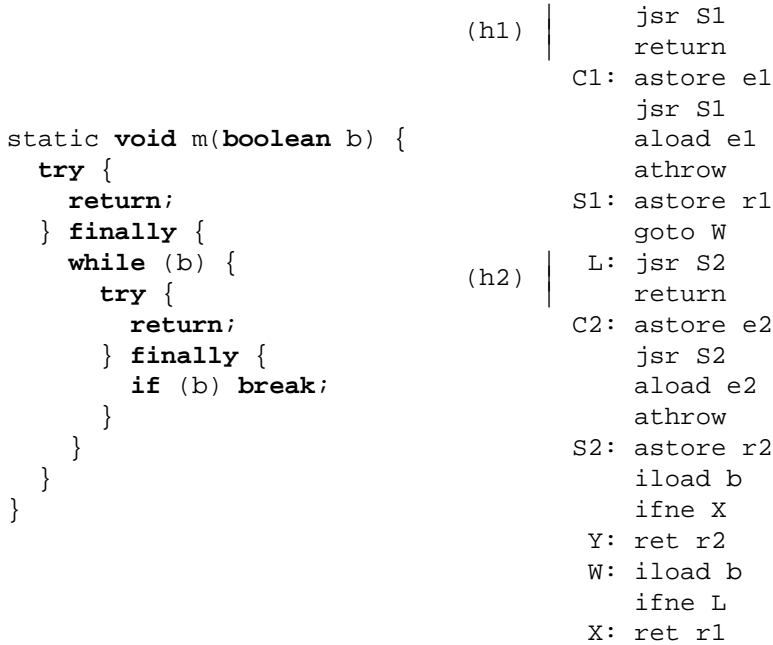 static void m(boolean b) {
  try {
    return;
  } finally {
    while (b) {
      try {
        return;
      } finally {
        if (b) break;
      }
    }
  }
}
(h1)
    jsr S1
    return
C1: astore e1
    jsr S1
    aload e1
    athrow
S1: astore r1
    goto W
(h2)
 L: jsr S2
    return
C2: astore e2
    jsr S2
    aload e2
    athrow
S2: astore r2
    iload b
    ifne X
 Y: ret r2
 W: iload b
    ifne L
 X: ret r1